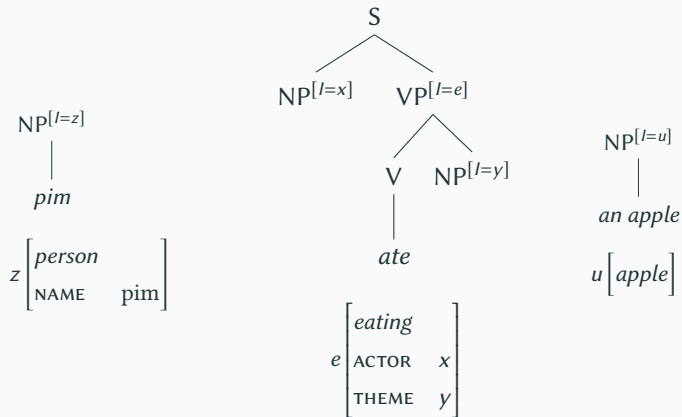 S
NP[I=x] VP[I=e]
NP[I=z]
V NP[I=y]
NP[I=u]
pim
ate
an apple
z [person
NAME pim]
u [apple]
e [eating
ACTOR x
THEME y]